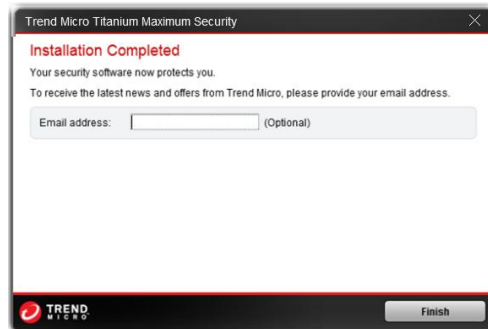 Trend Micro Titanium Maximum Security
Installation Completed
Your security software now protects you.
To receive the latest news and offers from Trend Micro, please provide your email address.
Email address: (Optional)
TREND
MICRO
Finish